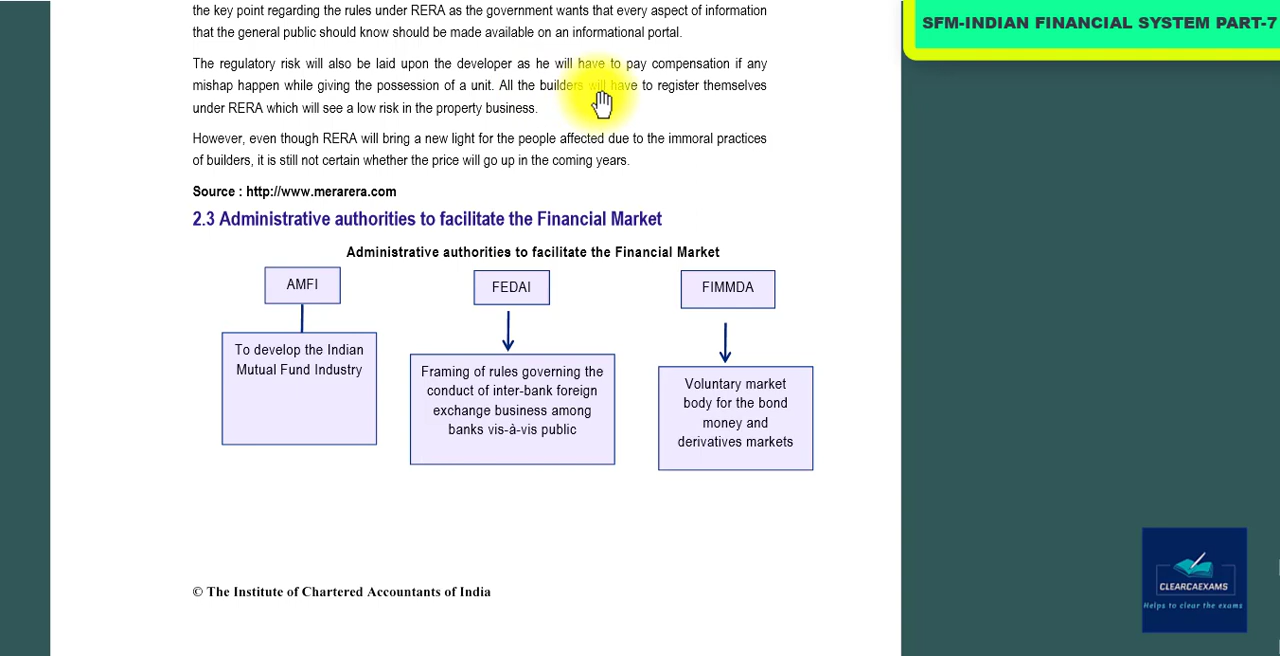 the key point regarding the rules under RERA as the government wants that every aspect of information
that the general public should know should be made available on an informational portal.
The regulatory risk will also be laid upon the developer as he will have to pay compensation if any
mishap happen while giving the possession of a unit. All the builders will have to register themselves
under RERA which will see a low risk in the property business.
However, even though RERA will bring a new light for the people affected due to the immoral practices
of builders, it is still not certain whether the price will go up in the coming years.
Source : http://www.merarera.com
2.3 Administrative authorities to facilitate the Financial Market
Administrative authorities to facilitate the Financial Market
AMFI
To develop the Indian
Mutual Fund Industry
FEDAI
Framing of rules governing the
conduct of inter-bank foreign
exchange business among
banks vis-à-vis public
FIMMDA
Voluntary market
body for the bond
money and
derivatives markets
© The Institute of Chartered Accountants of India
SFM-INDIAN FINANCIAL SYSTEM PART-7
CLEARCAEXAMS
Helps to clear the exams